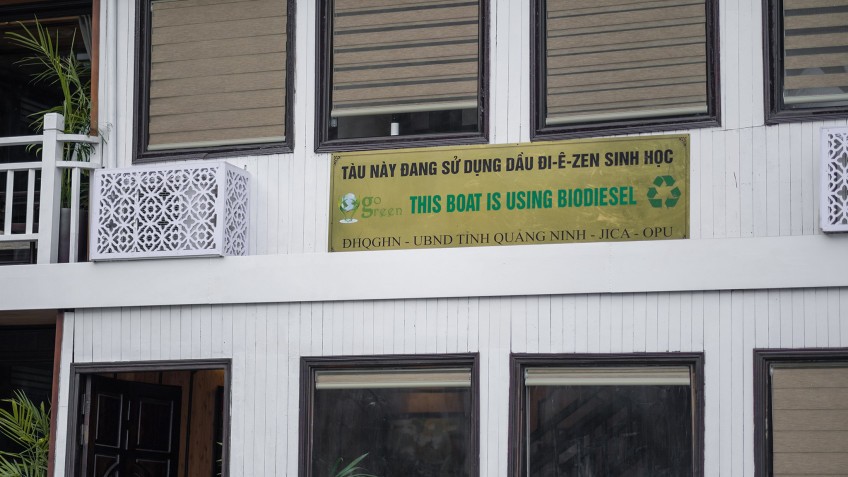 TÀU NÀY ĐANG SỬ DỤNG DẦU ĐI-Ê-ZEN SINH HỌC
go green
THIS BOAT IS USING BIODIESEL
ĐHQGHN - UBND TỈNH QUẢNG NINH - JICA - OPU